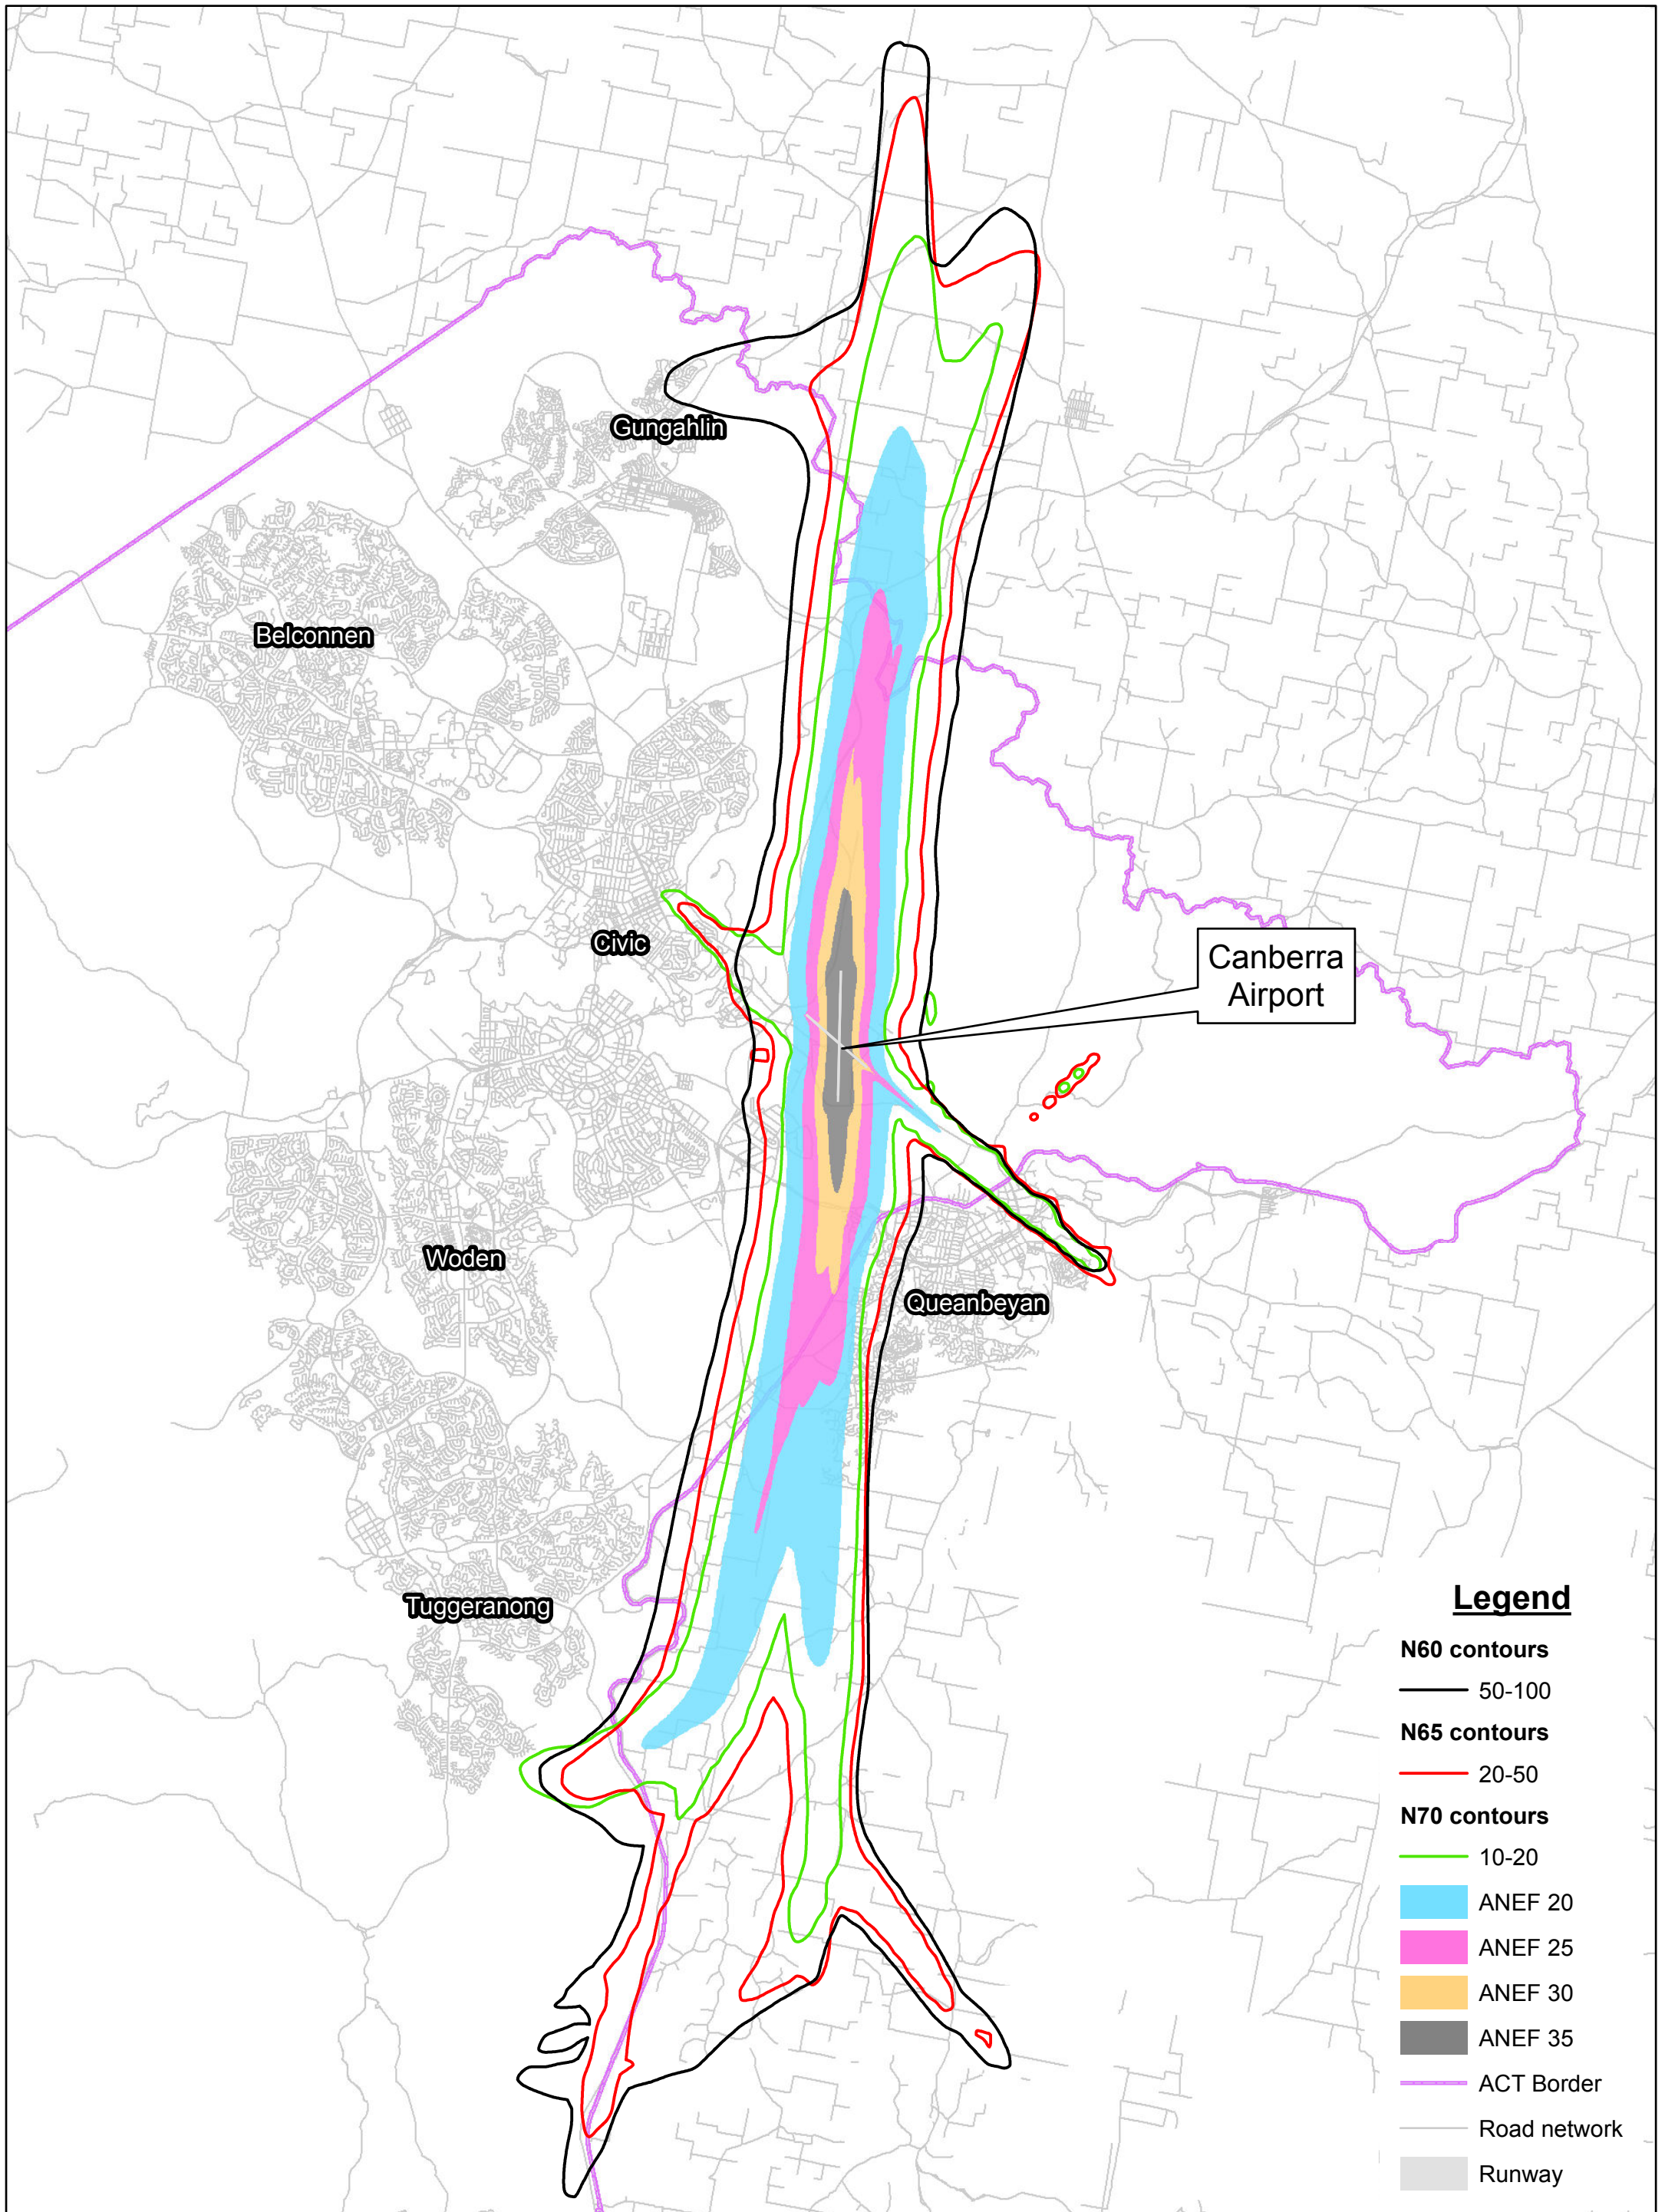 Gungahlin
Belconnen
Civic
Canberra
Airport
Woden
Queanbeyan
Tuggeranong
Legend
N60 contours
50-100
N65 contours
20-50
N70 contours
10-20
ANEF 20
ANEF 25
ANEF 30
ANEF 35
ACT Border
Road network
Runway